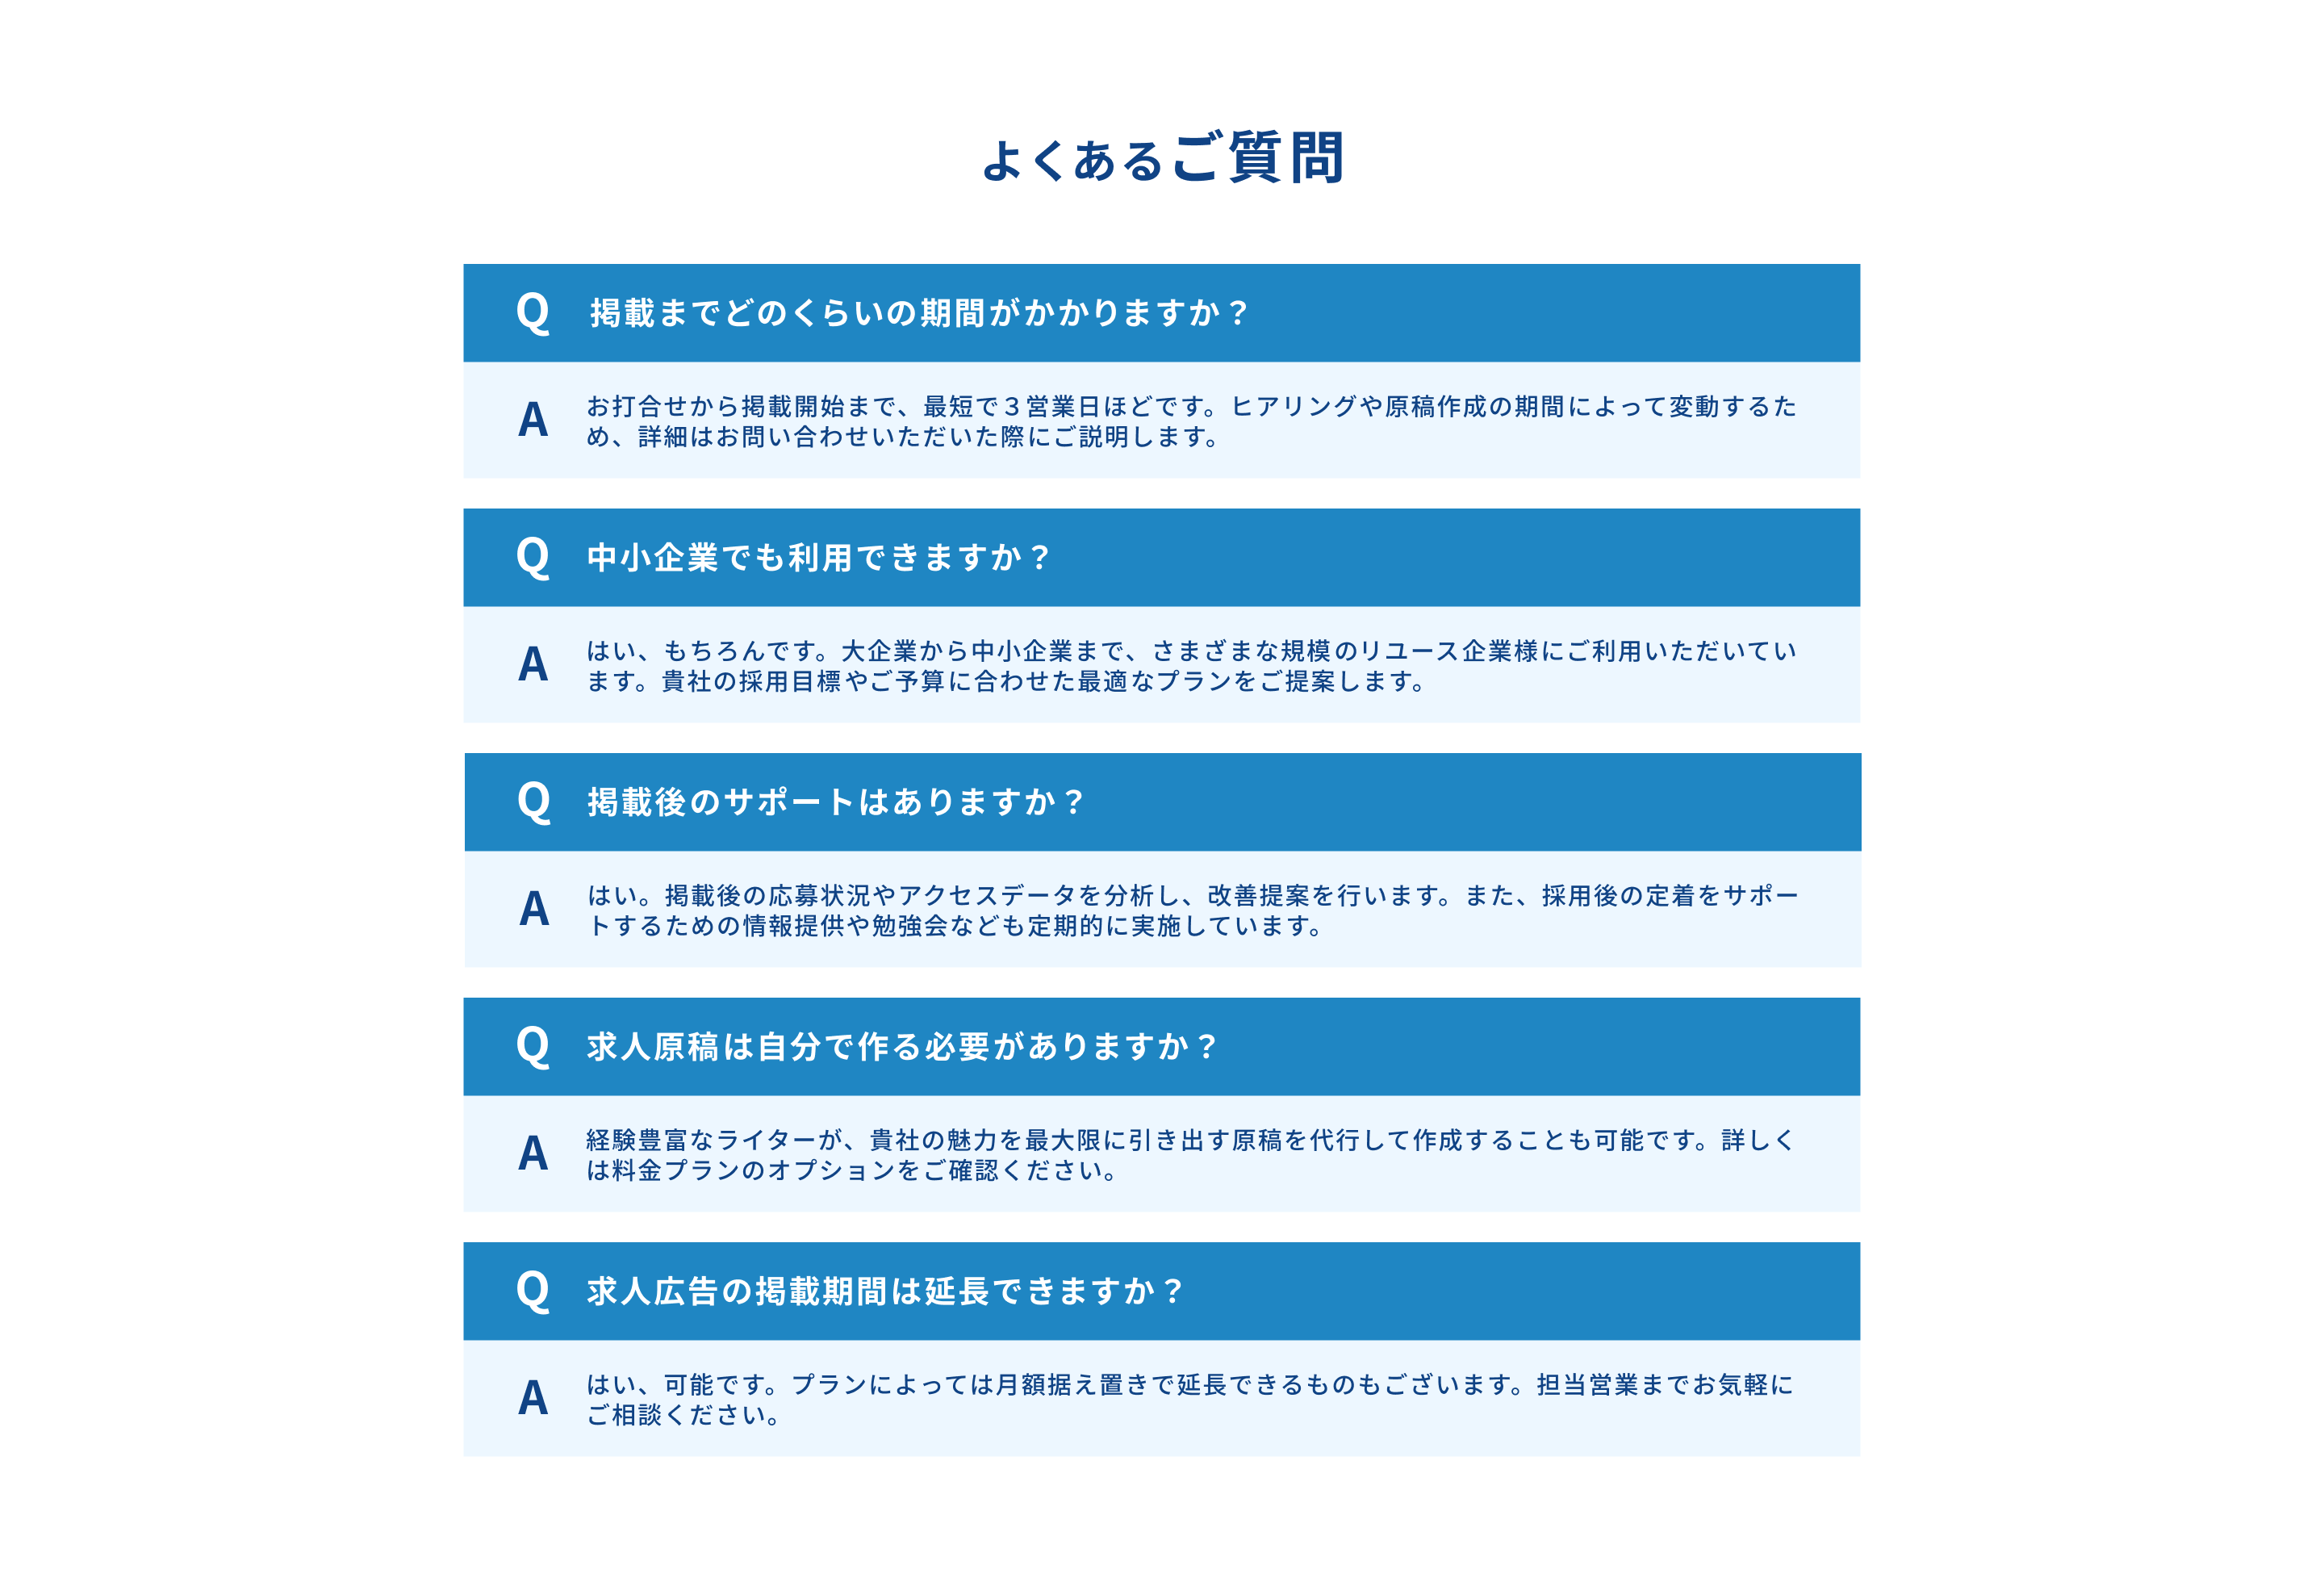 よくあるご質問
Q 掲載までどのくらいの期間がかかりますか？
A お打合せから掲載開始まで、最短で３営業日ほどです。ヒアリングや原稿作成の期間によって変動するた
め、詳細はお問い合わせいただいた際にご説明します。
Q 中小企業でも利用できますか？
A はい、もちろんです。大企業から中小企業まで、さまざまな規模のリユース企業様にご利用いただいてい
ます。貴社の採用目標やご予算に合わせた最適なプランをご提案します。
Q 掲載後のサポートはありますか？
A はい。掲載後の応募状況やアクセスデータを分析し、改善提案を行います。また、採用後の定着をサポー
トするための情報提供や勉強会なども定期的に実施しています。
Q 求人原稿は自分で作る必要がありますか？
A 経験豊富なライターが、貴社の魅力を最大限に引き出す原稿を代行して作成することも可能です。詳しく
は料金プランのオプションをご確認ください。
Q 求人広告の掲載期間は延長できますか？
A はい、可能です。プランによっては月額据え置きで延長できるものもございます。担当営業までお気軽に
ご相談ください。